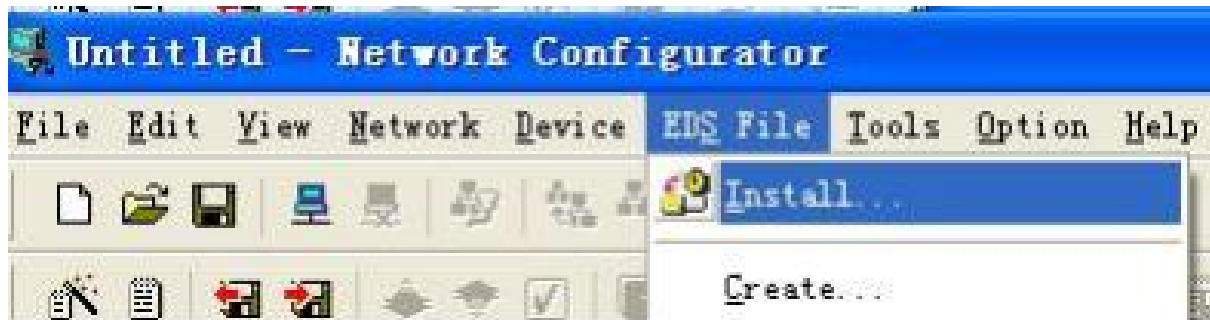 Untitled - Network Configurator
File Edit View Network Device EDS File Tools Option Help
Install...
Create...